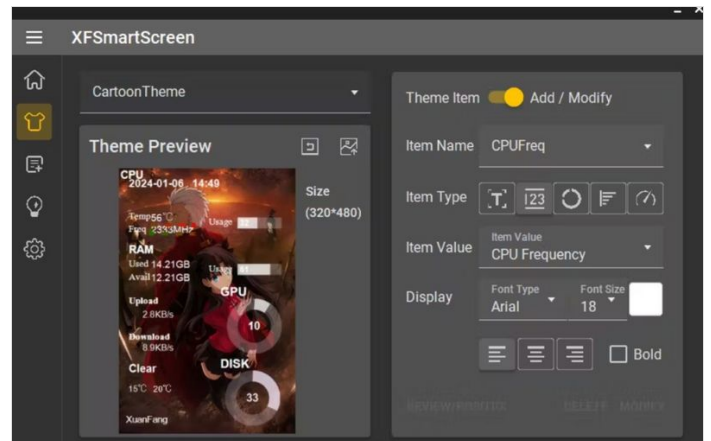 XFSmartScreen
CartoonTheme
Theme Preview
Size
(320*480)
CPU
2024-01-06 14:49
Temp56°C
Usage
Freq 2333MHz
RAM
Used 14.21GB
Avail12.21GB
Usage
Upload
2.8KB/s
GPU
10
Download
8.9KB/s
Clear
DISK
15°C 20°C
33
XuanFang
Theme Item
Add / Modify
Item Name
CPUFreq
Item Type
[T]
123
Item Value
Item Value
CPU Frequency
Display
Font Type
Arial
Font Size
18
Bold
DELETE
MODIFY